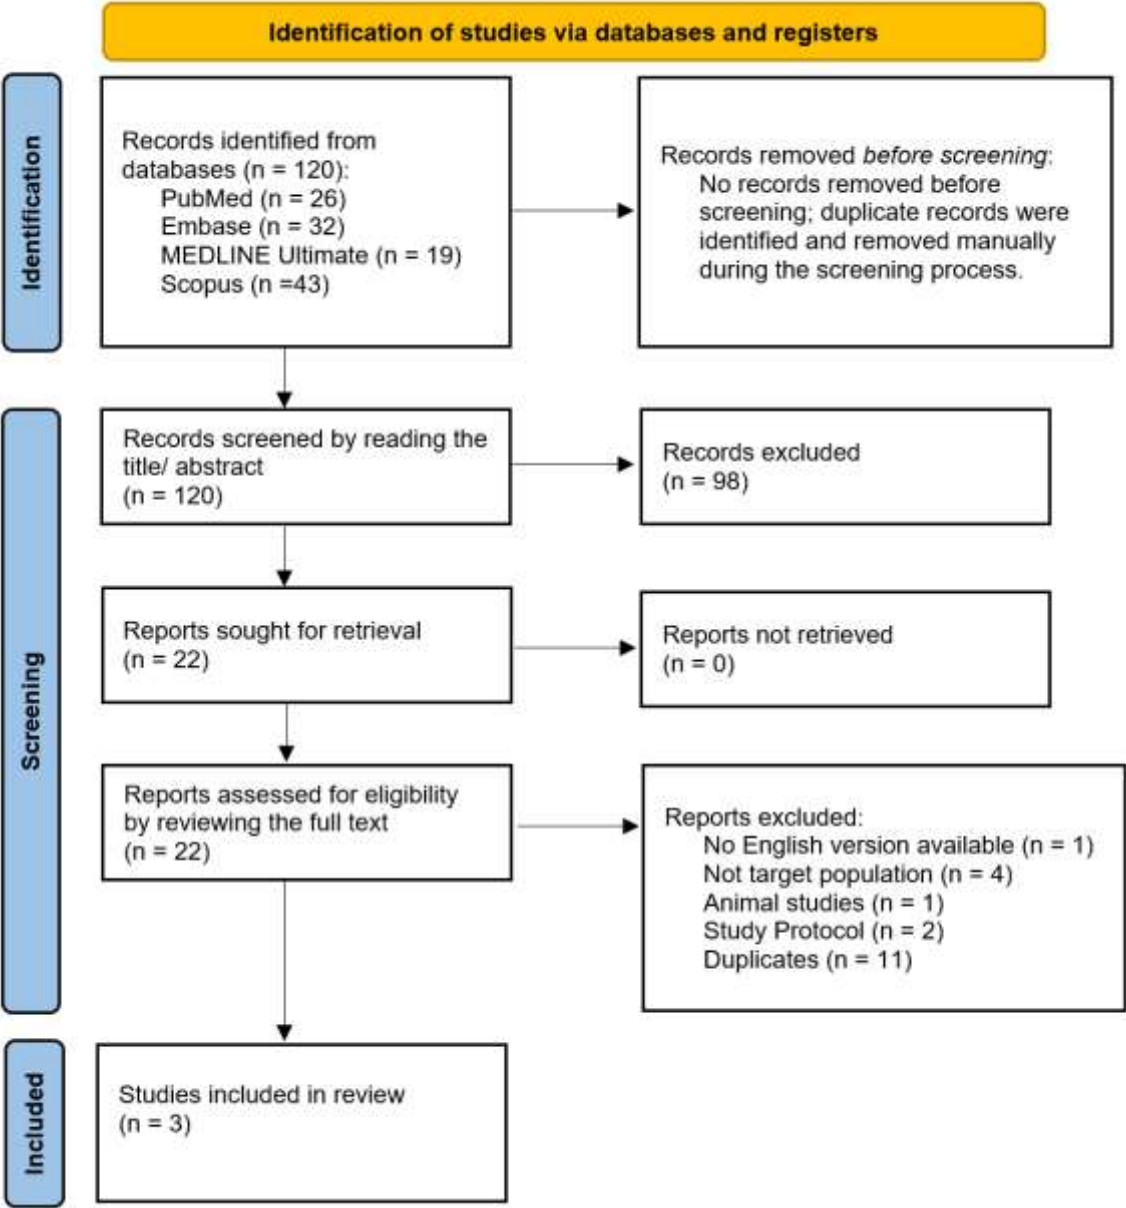 Identification of studies via databases and registers
Identification
Records identified from
databases (n = 120):
PubMed (n = 26)
Embase (n = 32)
MEDLINE Ultimate (n = 19)
Scopus (n =43)
Records removed before screening:
No records removed before
screening; duplicate records were
identified and removed manually
during the screening process.
Screening
Records screened by reading the
title/ abstract
(n = 120)
Records excluded
(n = 98)
Reports sought for retrieval
(n = 22)
Reports not retrieved
(n = 0)
Reports assessed for eligibility
by reviewing the full text
(n = 22)
Reports excluded:
No English version available (n = 1)
Not target population (n = 4)
Animal studies (n = 1)
Study Protocol (n = 2)
Duplicates (n = 11)
Included
Studies included in review
(n = 3)